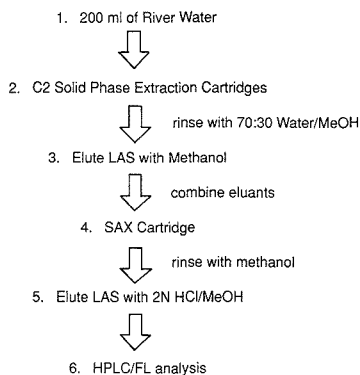 1. 200 ml of River Water
2. C2 Solid Phase Extraction Cartridges
rinse with 70:30 Water/MeOH
3. Elute LAS with Methanol
combine eluants
4. SAX Cartridge
rinse with methanol
5. Elute LAS with 2N HCl/MeOH
6. HPLC/FL analysis